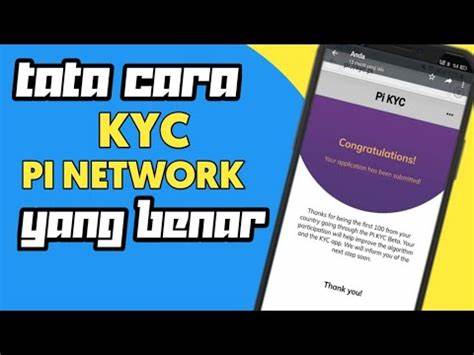 tata cara
KYC
PI NETWORK
yang benar
Anda
Pi KYC
Congratulations!
Your application has been submitted!
Thanks for being the first 100 from your
country going through the Pi KYC Beta. Your
participation will help improve the algorithm
and the KYC app. We will inform you of the
next step soon.
Thank you!